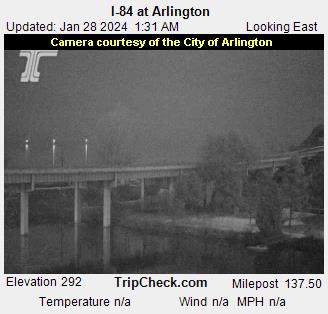 I-84 at Arlington
Updated: Jan 28 2024 1:31 AM Looking East
Camera courtesy of the City of Arlington
Elevation 292 TripCheck.com Milepost 137.50
Temperature n/a Wind n/a MPH n/a